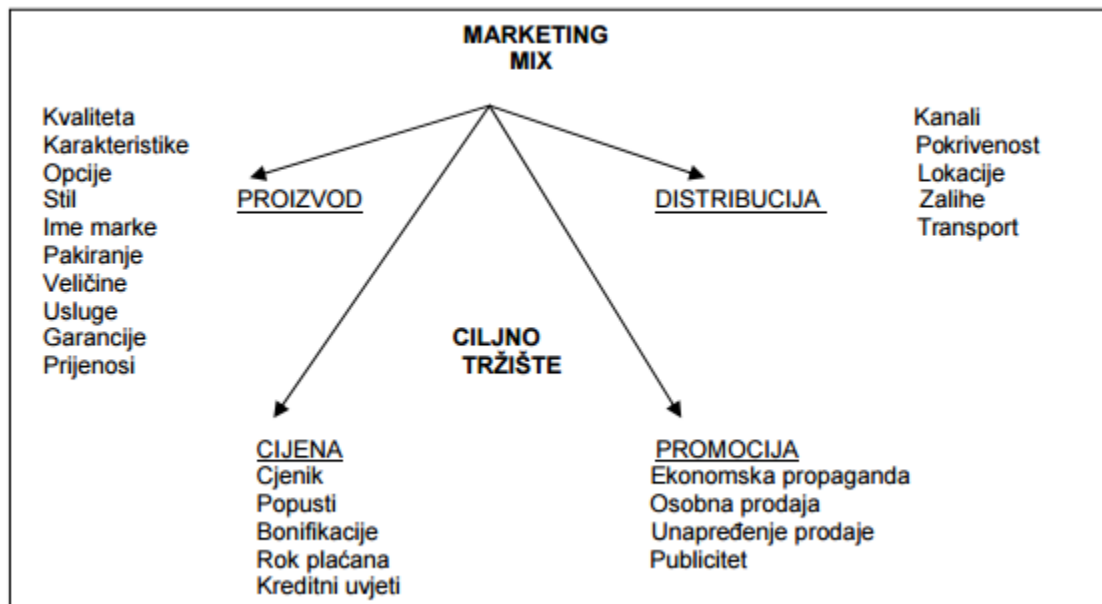 MARKETING
MIX
Kvaliteta
Karakteristike
Opcije
Stil
Ime marke
Pakiranje
Veličine
Usluge
Garancije
Prijenosi
PROIZVOD
DISTRIBUCIJA
Kanali
Pokrivenost
Lokacije
Zalihe
Transport
CILJNO
TRŽIŠTE
CIJENA
Cjenik
Popusti
Bonifikacije
Rok plaćana
Kreditni uvjeti
PROMOCIJA
Ekonomska propaganda
Osobna prodaja
Unapređenje prodaje
Publicitet